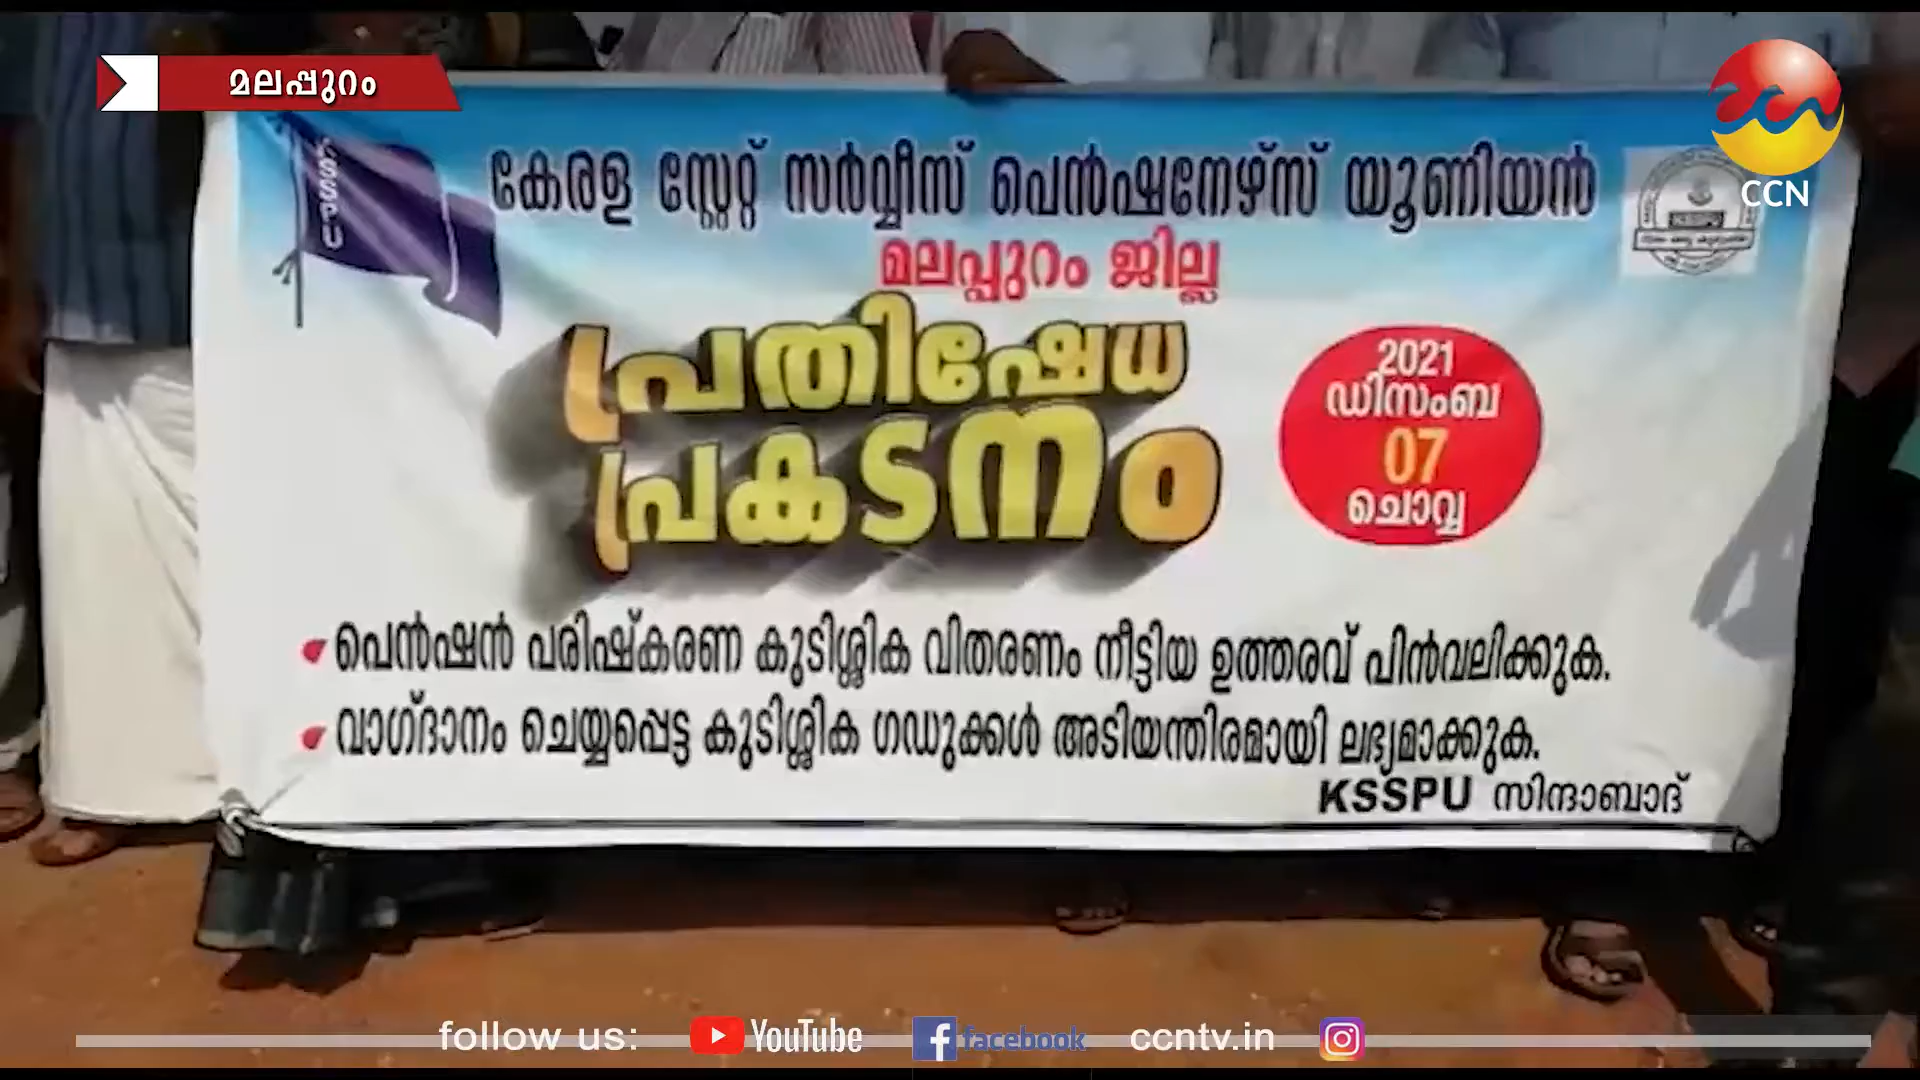 മലപ്പുറം
CCN
KSSPU
കേരള സ്റ്റേറ്റ് സർവ്വീസ് പെൻഷനേഴ്സ് യൂണിയൻ
മലപ്പുറം ജില്ല
പ്രതിഷേധ
പ്രകടനം
2021
ഡിസംബ
07
ചൊവ്വ
പെൻഷൻ പരിഷ്കരണ കുടിശ്ശിക വിതരണം നീട്ടിയ ഉത്തരവ് പിൻവലിക്കുക.
വാഗ്ദാനം ചെയ്യപ്പെട്ട കുടിശ്ശിക ഗഡുക്കൾ അടിയന്തിരമായി ലഭ്യമാക്കുക.
KSSPU സിന്ദാബാദ്
follow us: YouTube facebook ccntv.in